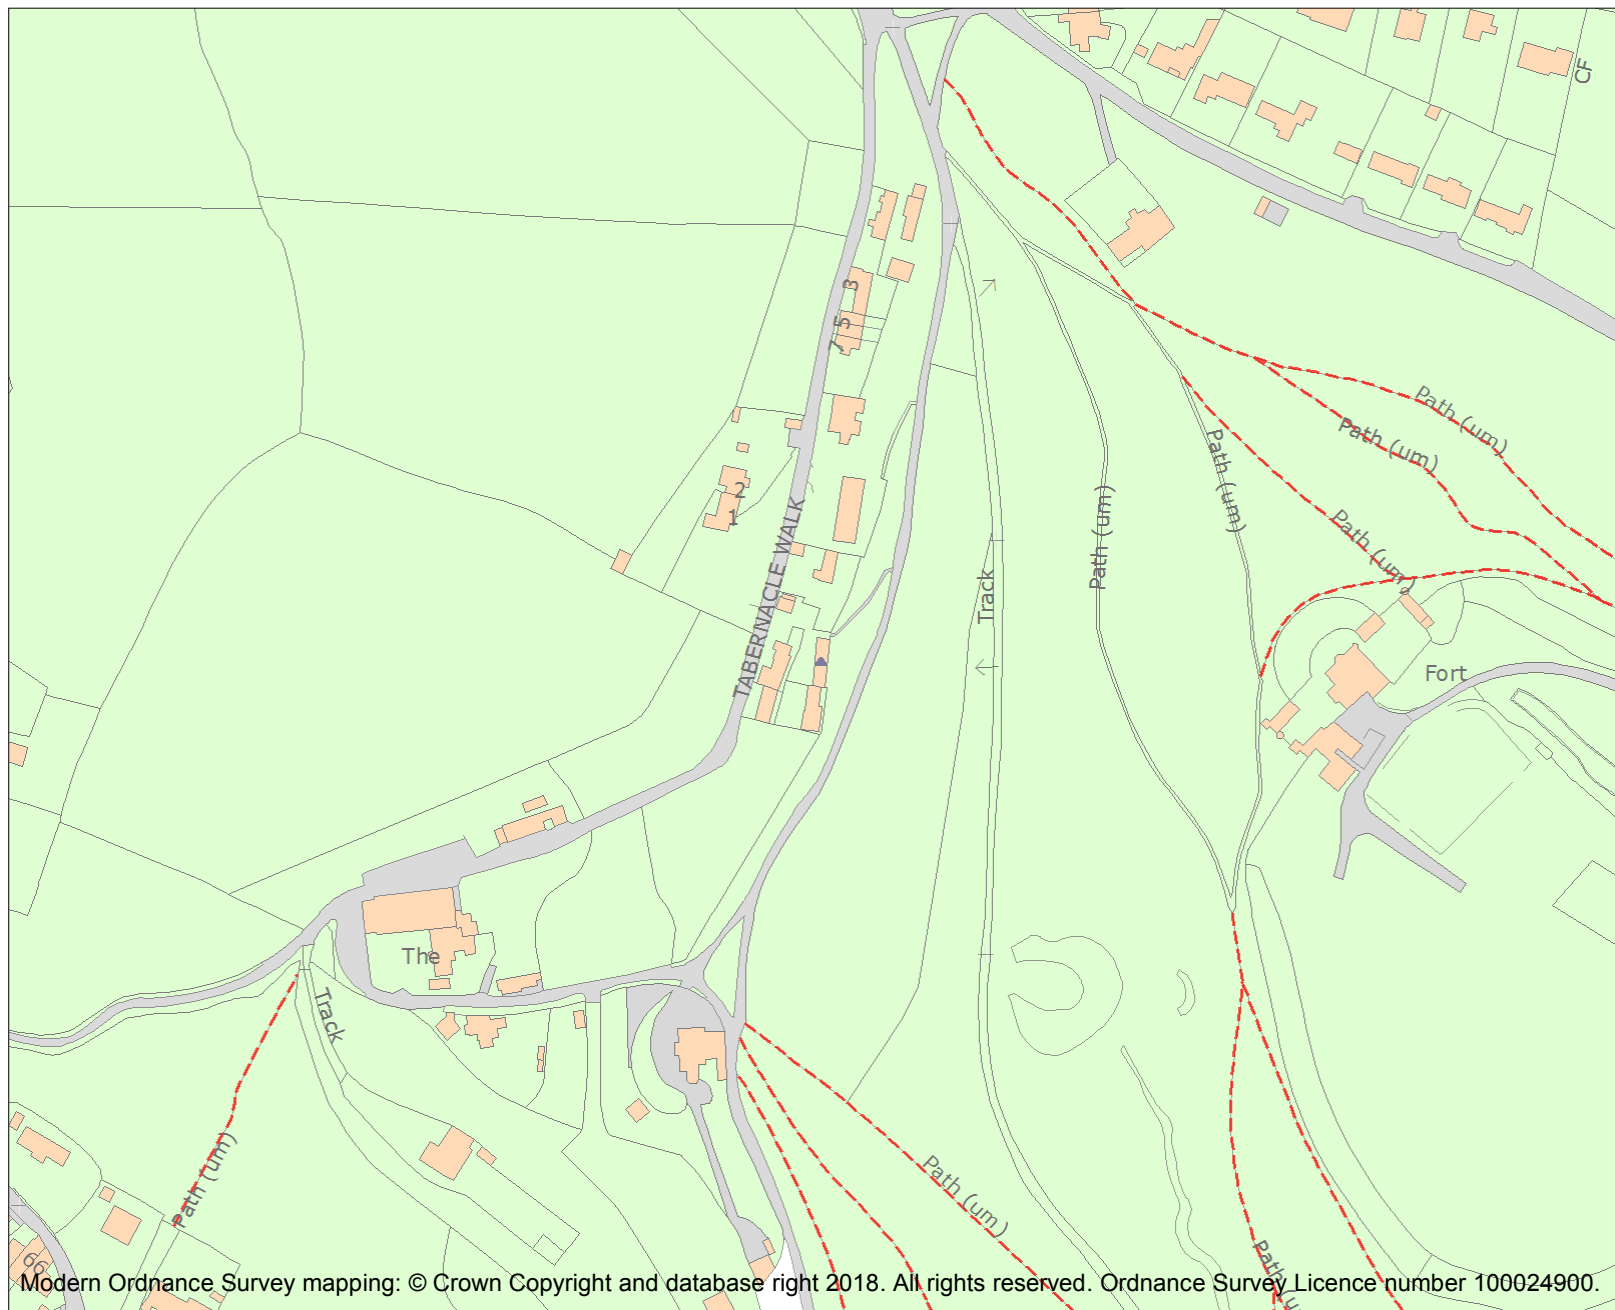 CF
3
5
7
Path (um)
Path (um)
Path (um)
Path (um)
Path (um)
2
1
TABERNACLE WALK
Track
Fort
The
Track
Path (um)
Path (um)
Path (u
66
Modern Ordnance Survey mapping: © Crown Copyright and database right 2018. All rights reserved. Ordnance Survey Licence number 100024900.